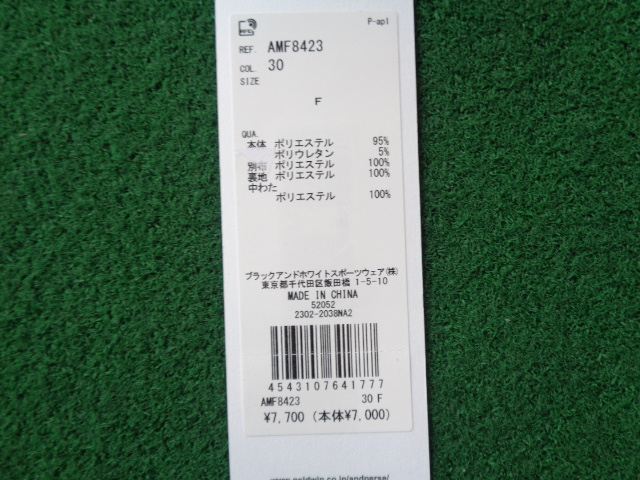 P-apl
REF. AMF8423
COL. 30
SIZE
F
QUA.
本体 ポリエステル 95%
ポリウレタン 5%
別布 ポリエステル 100%
裏地 ポリエステル 100%
中わた
ポリエステル 100%
ブラックアンドホワイトスポーツウェア(株)
東京都千代田区飯田橋 1-5-10
MADE IN CHINA
52052
2302-2038NA2
4543107641777
AMF8423 30 F
¥7,700 (本体¥7,000)